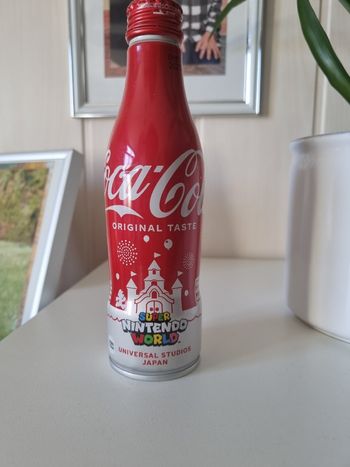 Coca-Cola
ORIGINAL TASTE
SUPER
NINTENDO
WORLD
UNIVERSAL STUDIOS
JAPAN